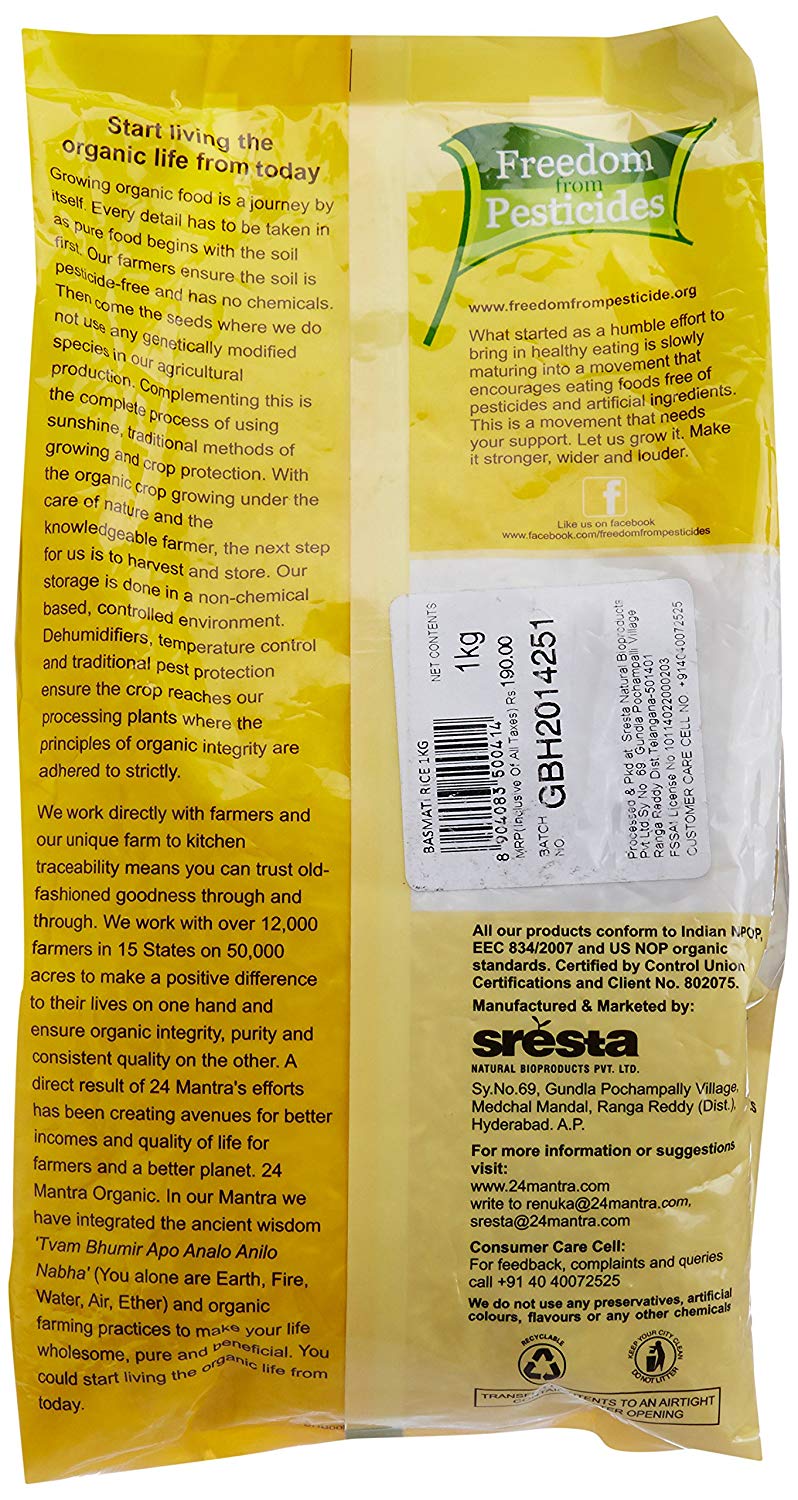 Start living the
organic life from today
Growing organic food is a journey by
itself. Every detail has to be taken in
as pure food begins with the soil
first. Our farmers ensure the soil is
pesticide-free and has no chemicals.
Then come the seeds where we do
not use any genetically modified
species in our agricultural
production. Complementing this is
the complete process of using
sunshine, traditional methods of
growing and crop protection. With
the organic crop growing under the
care of nature and the
knowledgeable farmer, the next step
for us is to harvest and store. Our
storage is done in a non-chemical
based, controlled environment.
Dehumidifiers, temperature control
and traditional pest protection
ensure the crop reaches our
processing plants where the
principles of organic integrity are
adhered to strictly.
We work directly with farmers and
our unique farm to kitchen
traceability means you can trust old-
fashioned goodness through and
through. We work with over 12,000
farmers in 15 States on 50,000
acres to make a positive difference
to their lives on one hand and
ensure organic integrity, purity and
consistent quality on the other. A
direct result of 24 Mantra's efforts
has been creating avenues for better
incomes and quality of life for
farmers and a better planet. 24
Mantra Organic. In our Mantra we
have integrated the ancient wisdom
'Tvam Bhumir Apo Analo Anilo
Nabha' (You alone are Earth, Fire,
Water, Air, Ether) and organic
farming practices to make your life
wholesome, pure and beneficial. You
could start living the organic life from
today.
Freedom
from
Pesticides
www.freedomfrompesticide.org
What started as a humble effort to
bring in healthy eating is slowly
maturing into a movement that
encourages eating foods free of
pesticides and artificial ingredients.
This is a movement that needs
your support. Let us grow it. Make
it stronger, wider and louder.
f
Like us on facebook
www.facebook.com/freedomfrompesticides
BASMATI RICE 1KG
NET CONTENTS
1kg
8 904083 500414
MRP(Inclusive Of All Taxes) Rs 190.00
BATCH NO. GBH2014251
Processed & Pkd at Sresta Natural Bioproducts
Pvt Ltd Sy No 69 Gundla Pochampalli Village
Ranga Reddy Dist Telangana-501401
FSSAI License No 10114022000203
CUSTOMER CARE CELL NO +914040072525
All our products conform to Indian NPOP,
EEC 834/2007 and US NOP organic
standards. Certified by Control Union
Certifications and Client No. 802075.
Manufactured & Marketed by:
sresta
NATURAL BIOPRODUCTS PVT. LTD.
Sy.No.69, Gundla Pochampally Village,
Medchal Mandal, Ranga Reddy (Dist.),
Hyderabad. A.P.
For more information or suggestions
visit:
www.24mantra.com
write to renuka@24mantra.com,
sresta@24mantra.com
Consumer Care Cell:
For feedback, complaints and queries
call +91 40 40072525
We do not use any preservatives, artificial
colours, flavours or any other chemicals
RECYCLABLE
KEEP YOUR CITY CLEAN
DO NOT LITTER
TO AN AIRTIGHT
OPENING